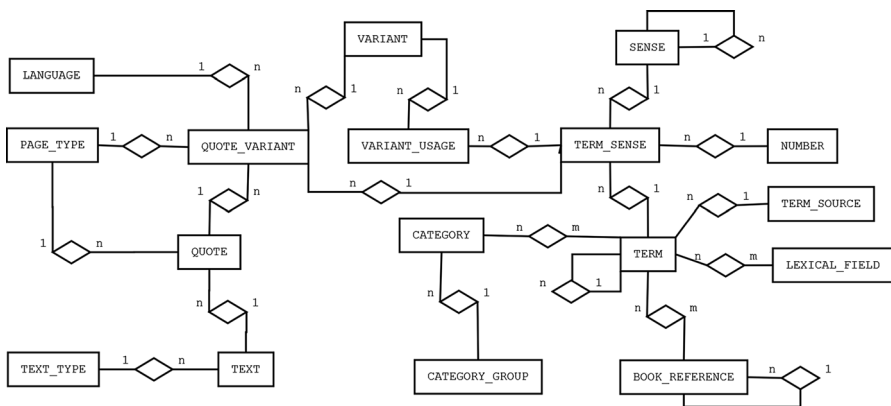 VARIANT
SENSE
1 n
LANGUAGE
1 n
n 1
n 1
n 1
PAGE_TYPE
1 n
QUOTE_VARIANT
VARIANT_USAGE
n 1
TERM_SENSE
n 1
NUMBER
n 1
1 n
n 1
n 1
TERM_SOURCE
1 n
QUOTE
CATEGORY
n m
TERM
n m
LEXICAL_FIELD
n 1
n 1
n 1
n m
TEXT_TYPE
1 n
TEXT
CATEGORY_GROUP
BOOK_REFERENCE
n 1